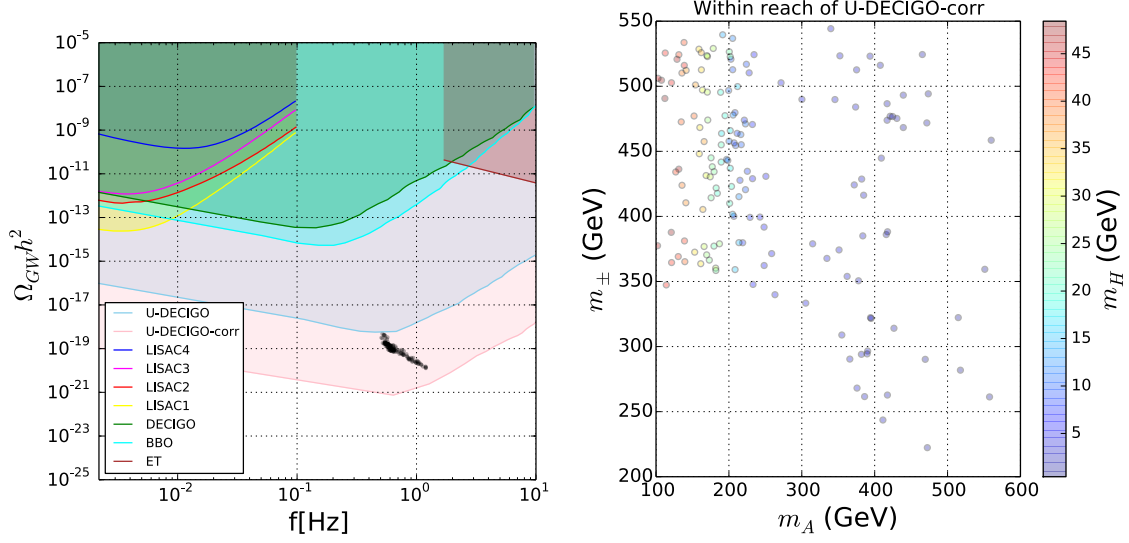 Within reach of U-DECIGO-corr
10^-5
10^-7
10^-9
10^-11
10^-13
10^-15
10^-17
10^-19
10^-21
10^-23
10^-25
Ω_GW h^2
10^-2
10^-1
10^0
10^1
f[Hz]
U-DECIGO
U-DECIGO-corr
LISAC4
LISAC3
LISAC2
LISAC1
DECIGO
BBO
ET
550
500
450
400
350
300
250
200
m_± (GeV)
100
200
300
400
500
600
m_A (GeV)
45
40
35
30
25
20
15
10
5
m_H (GeV)